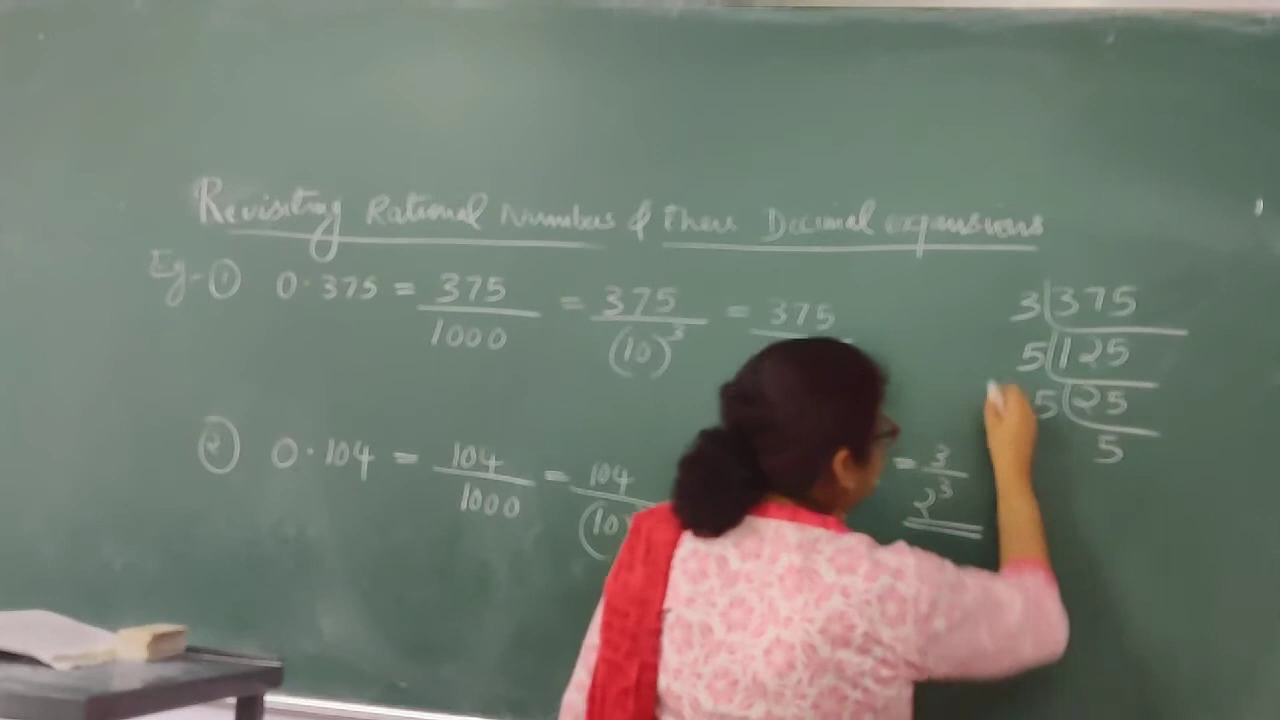 Revisiting Rational Numbers & Their Decimal expansions
Eg- ① 0.375 = 375/1000 = 375/(10)³ = 375
② 0.104 = 104/1000 = 104/(10
= 3/2³
3 375
5 125
5 25
5